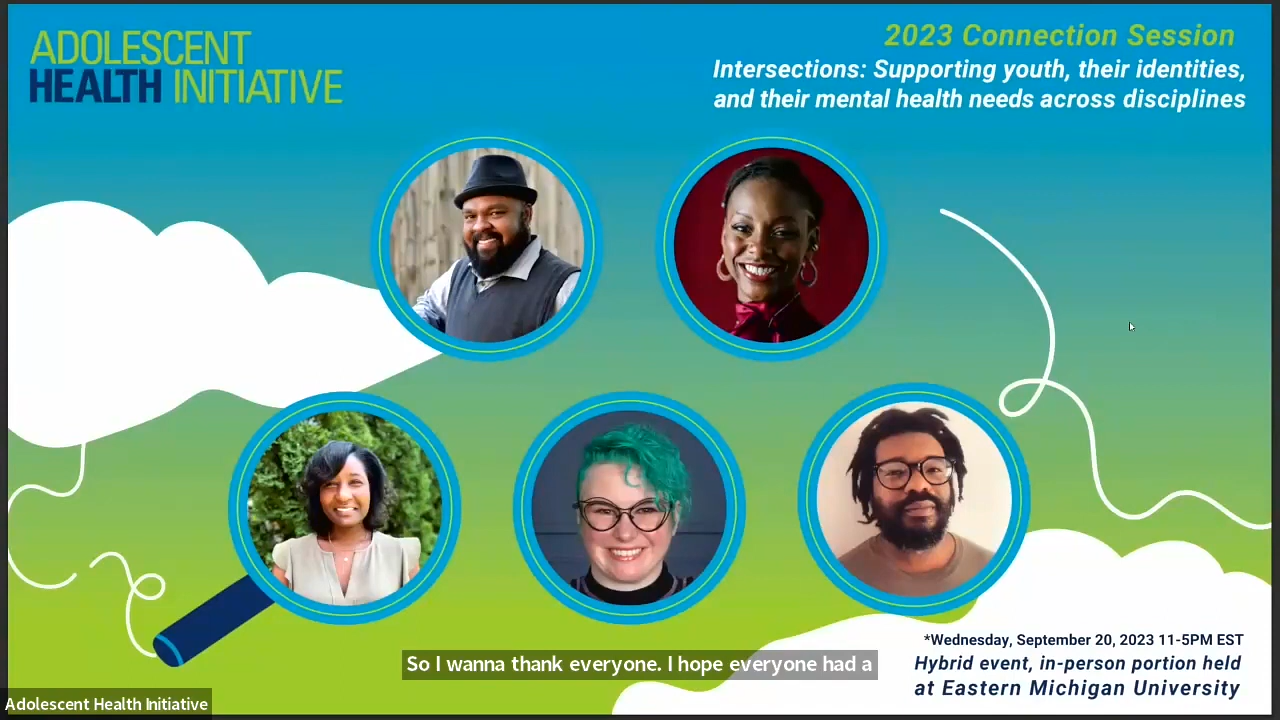 ADOLESCENT
HEALTH INITIATIVE
2023 Connection Session
Intersections: Supporting youth, their identities,
and their mental health needs across disciplines
*Wednesday, September 20, 2023 11-5PM EST
Hybrid event, in-person portion held
at Eastern Michigan University
So I wanna thank everyone. I hope everyone had a
Adolescent Health Initiative